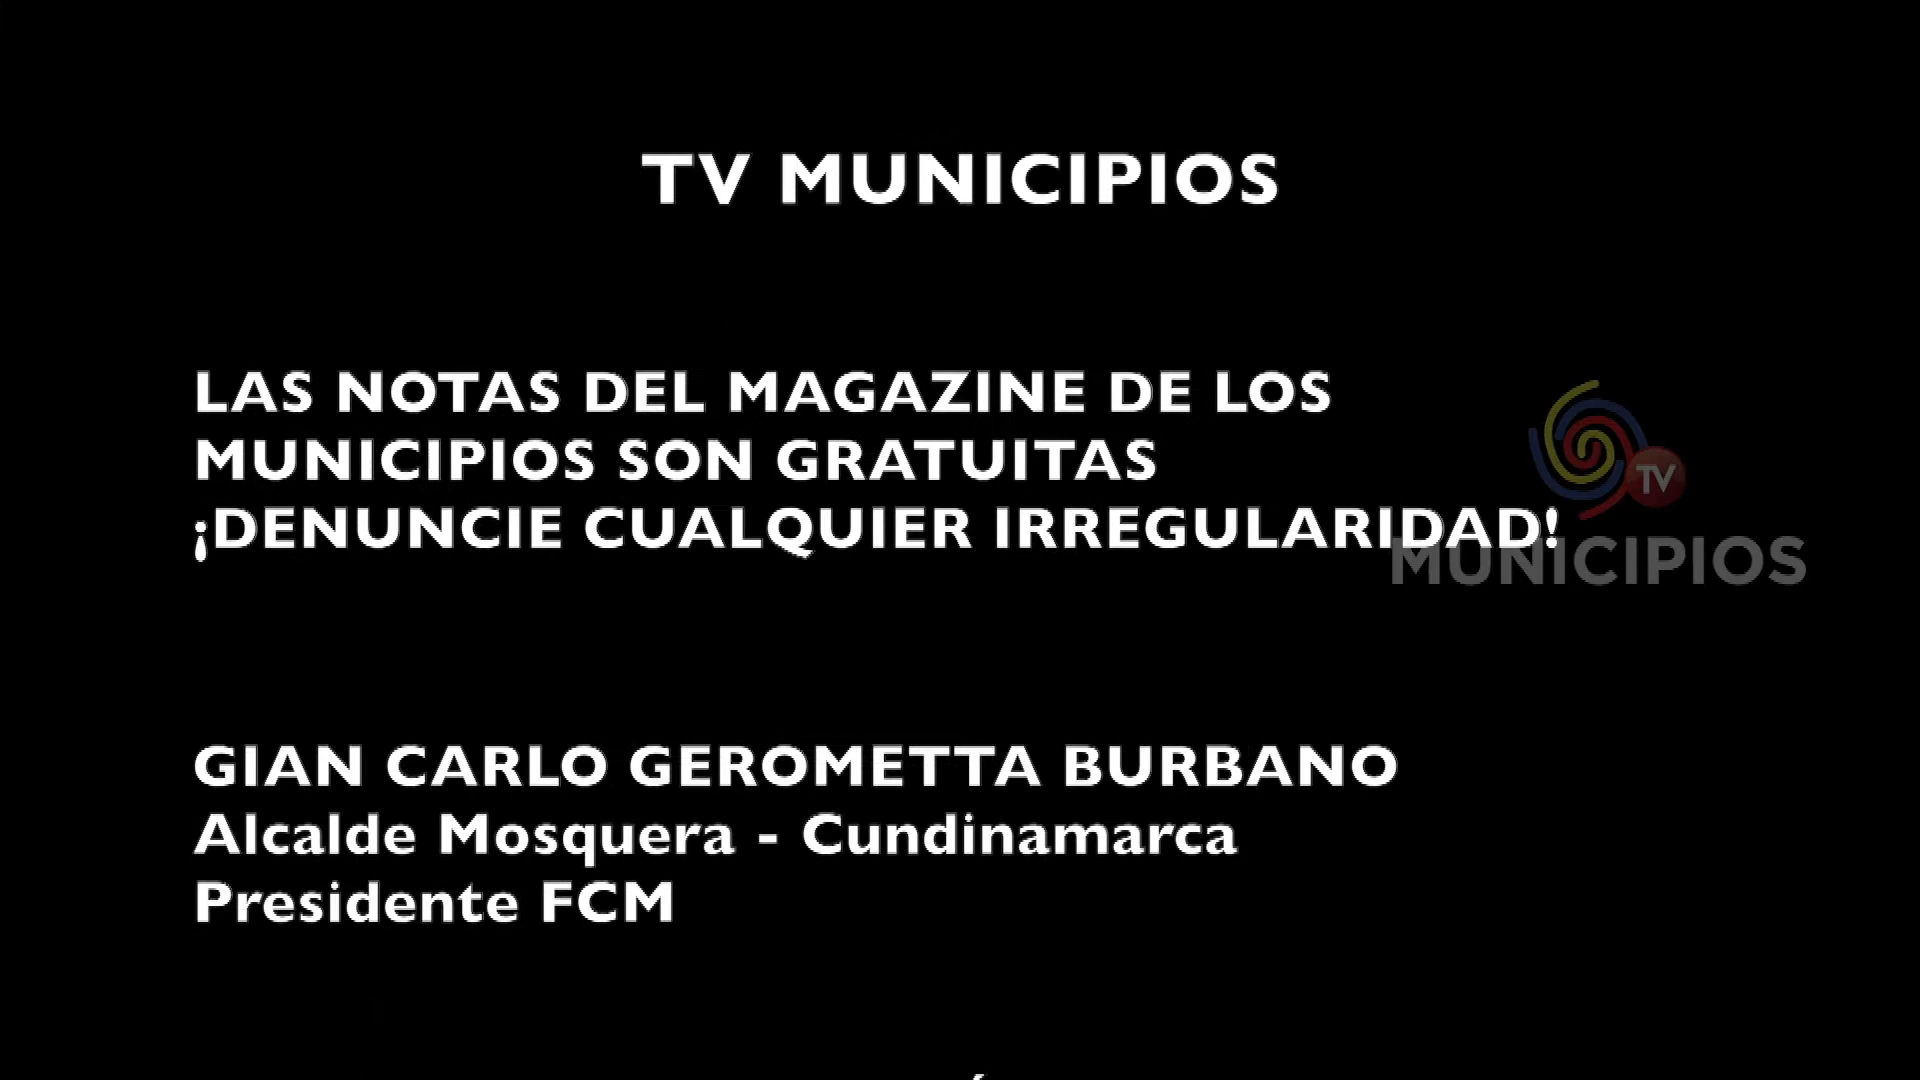 TV MUNICIPIOS
LAS NOTAS DEL MAGAZINE DE LOS
MUNICIPIOS SON GRATUITAS
¡DENUNCIE CUALQUIER IRREGULARIDAD!
TV
MUNICIPIOS
GIAN CARLO GEROMETTA BURBANO
Alcalde Mosquera - Cundinamarca
Presidente FCM